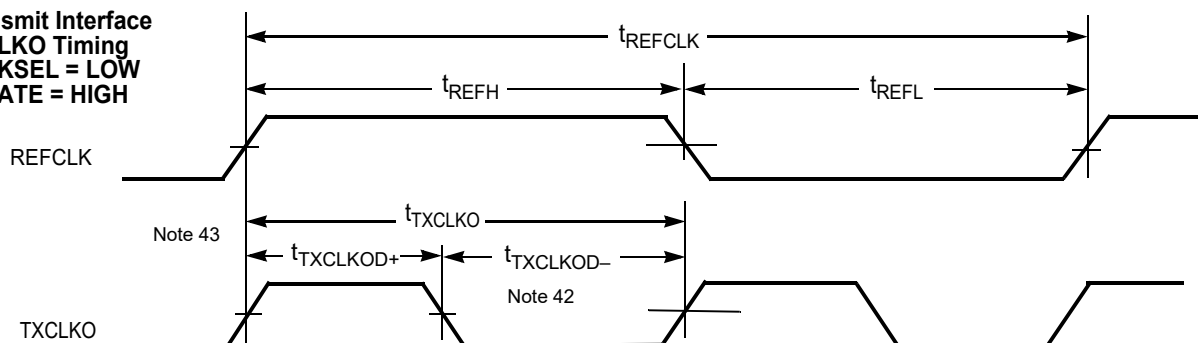 smit Interface
LKO Timing
KSEL = LOW
ATE = HIGH
tREFCLK
tREFH
tREFL
REFCLK
tTXCLKO
Note 43
tTXCLKOD+
tTXCLKOD–
Note 42
TXCLKO